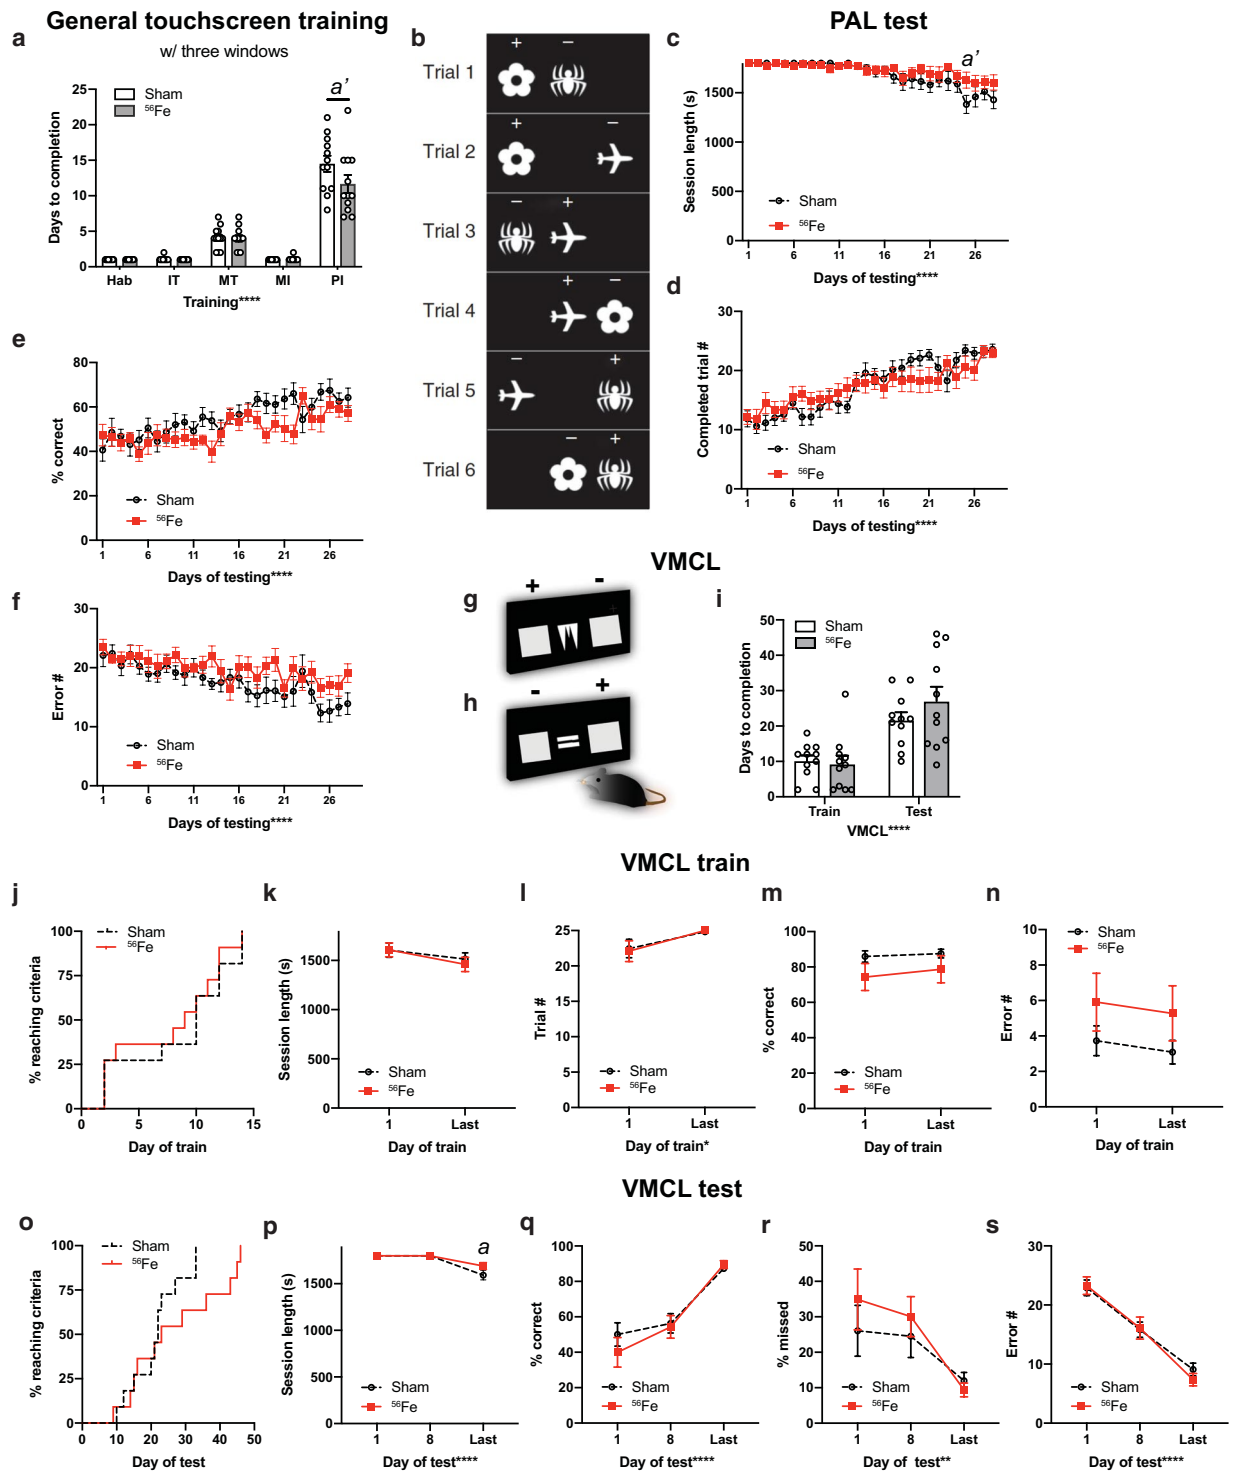 General touchscreen training
PAL test
a
w/ three windows
Sham
56Fe
a'
Days to completion
25
20
15
10
5
0
Hab IT MT MI PI
Training****
b
Trial 1
+ −
Trial 2
+ −
Trial 3
− +
Trial 4
+ −
Trial 5
− +
Trial 6
− +
c
a'
Session length (s)
1500
1000
500
0
Sham
56Fe
1 6 11 16 21 26
Days of testing****
d
Completed trial #
30
20
10
0
Sham
56Fe
1 6 11 16 21 26
Days of testing****
e
% correct
80
60
40
20
0
Sham
56Fe
1 6 11 16 21 26
Days of testing****
f
Error #
30
20
10
0
Sham
56Fe
1 6 11 16 21 26
Days of testing****
VMCL
g
+ -
h
- +
i
Days to completion
50
40
30
20
10
0
Sham
56Fe
Train Test
VMCL****
VMCL train
j
% reaching criteria
100
75
50
25
0
Sham
56Fe
0 5 10 15
Day of train
k
Session length (s)
1500
1000
500
0
Sham
56Fe
1 Last
Day of train
l
Trial #
25
20
15
10
5
0
Sham
56Fe
1 Last
Day of train*
m
% correct
100
80
60
40
20
0
Sham
56Fe
1 Last
Day of train
n
Error #
10
8
6
4
2
0
Sham
56Fe
1 Last
Day of train
VMCL test
o
% reaching criteria
100
75
50
25
0
Sham
56Fe
0 10 20 30 40 50
Day of test
p
a
Session length (s)
1500
1000
500
0
Sham
56Fe
1 8 Last
Day of test****
q
% correct
100
80
60
40
20
0
Sham
56Fe
1 8 Last
Day of test****
r
% missed
50
40
30
20
10
0
Sham
56Fe
1 8 Last
Day of test**
s
Error #
30
20
10
0
Sham
56Fe
1 8 Last
Day of test****